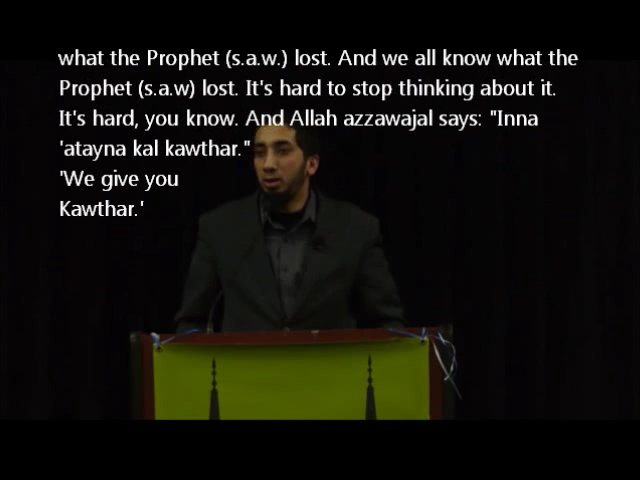 what the Prophet (s.a.w.) lost. And we all know what the
Prophet (s.a.w) lost. It's hard to stop thinking about it.
It's hard, you know. And Allah azzawajal says: "Inna
'atayna kal kawthar."
'We give you
Kawthar.'